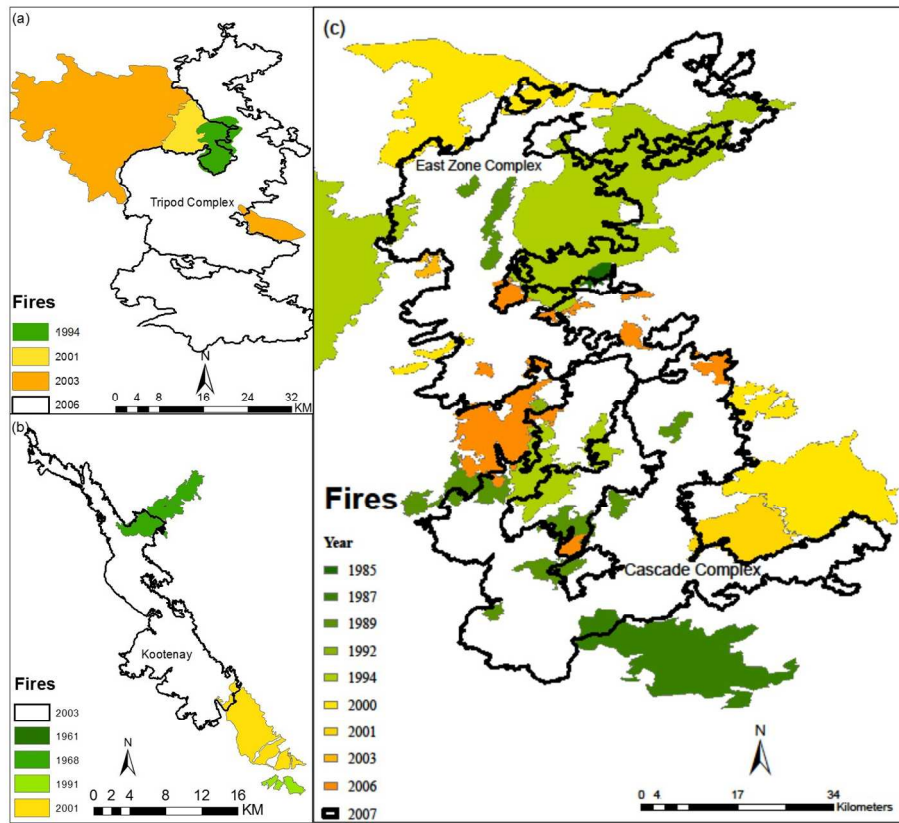 (a)
Tripod Complex
Fires
1994
2001
2003
2006
N
0 4 8 16 24 32
KM
(b)
Kootenay
Fires
2003
1961
1968
1991
2001
N
0 2 4 8 12 16
KM
(c)
East Zone Complex
Cascade Complex
Fires
Year
1985
1987
1989
1992
1994
2000
2001
2003
2006
2007
N
0 4 17 34
Kilometers